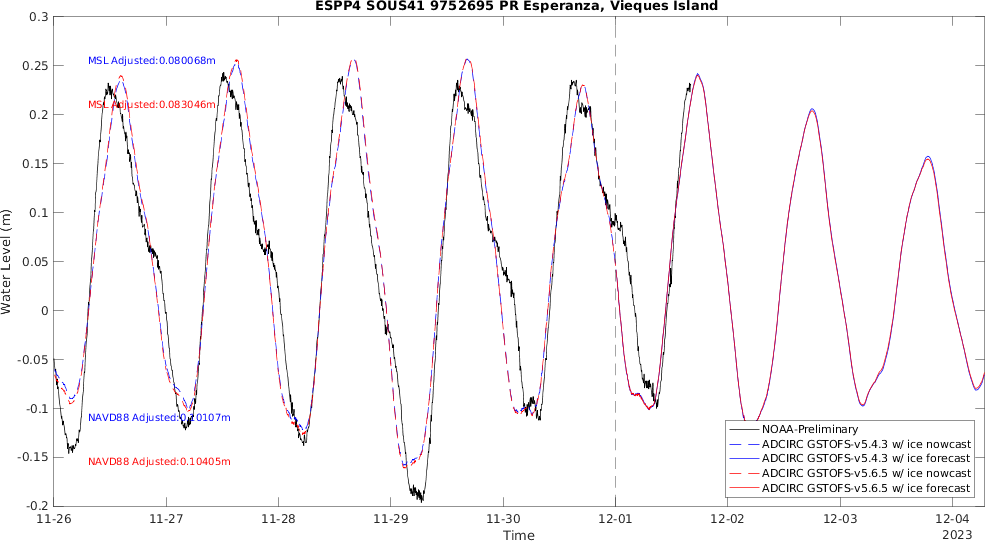 ESPP4 SOUS41 9752695 PR Esperanza, Vieques Island
0.3
0.25
0.2
0.15
0.1
0.05
0
-0.05
-0.1
-0.15
-0.2
Water Level (m)
MSL Adjusted:0.080068m
MSL Adjusted:0.083046m
NAVD88 Adjusted:0.10107m
NAVD88 Adjusted:0.10405m
NOAA-Preliminary
ADCIRC GSTOFS-v5.4.3 w/ ice nowcast
ADCIRC GSTOFS-v5.4.3 w/ ice forecast
ADCIRC GSTOFS-v5.6.5 w/ ice nowcast
ADCIRC GSTOFS-v5.6.5 w/ ice forecast
11-26 11-27 11-28 11-29 11-30 12-01 12-02 12-03 12-04
2023
Time